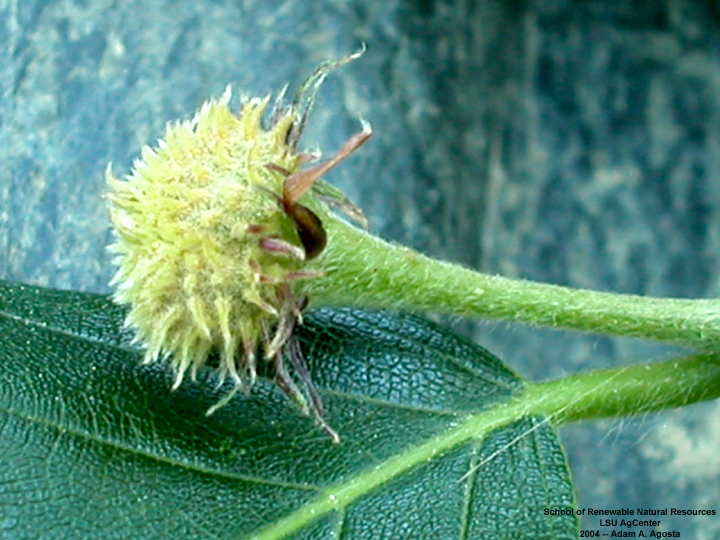 School of Renewable Natural Resources
LSU AgCenter
2004 -- Adam A. Agosta